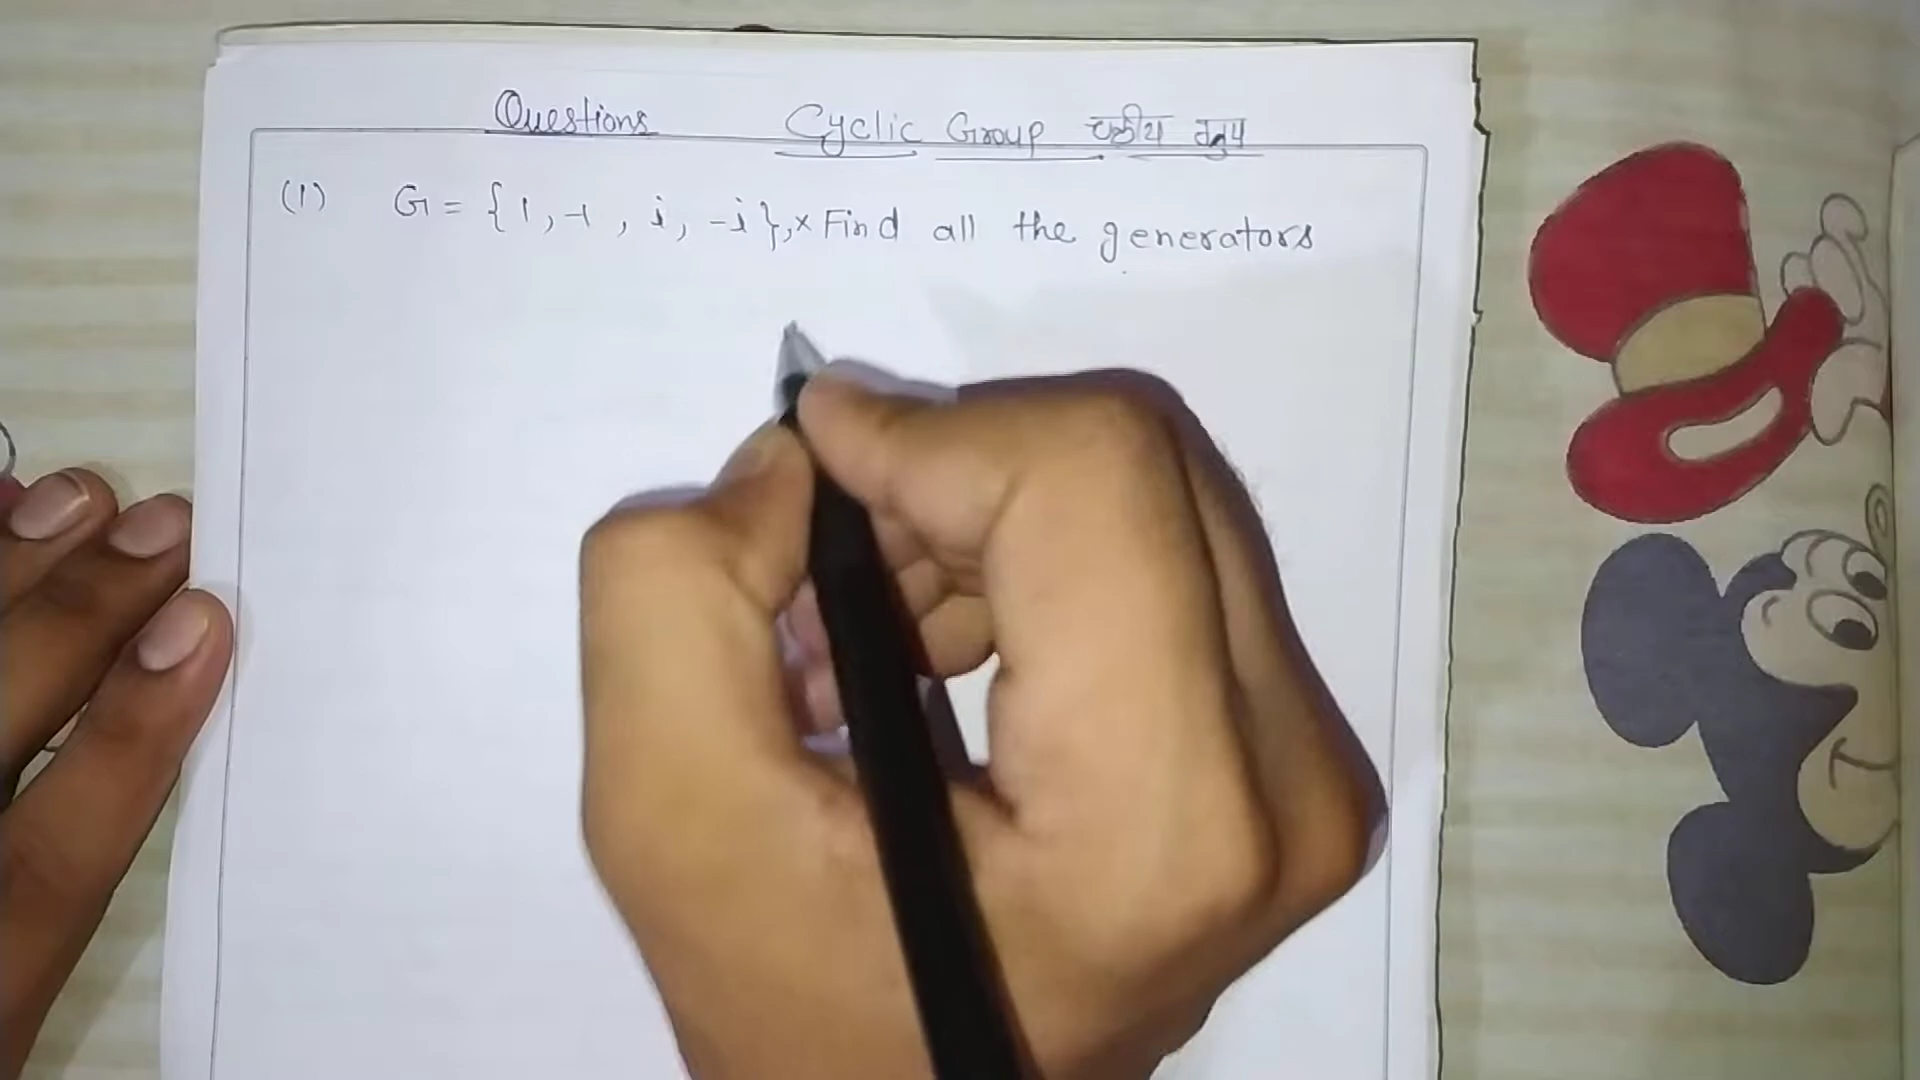 Questions Cyclic Group चक्रीय समूह
(1) G = {1, -1, i, -i}, × Find all the generators